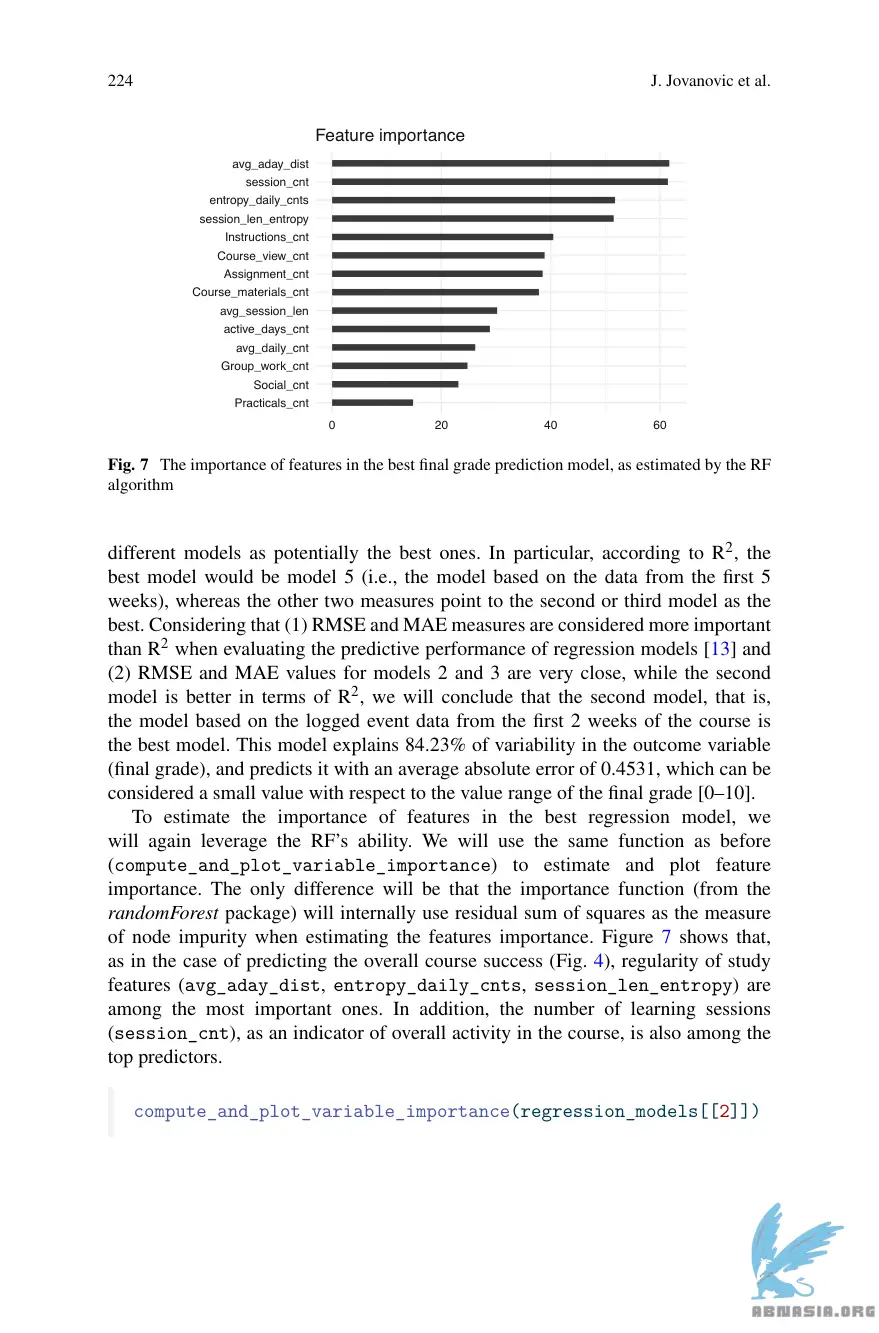 224
J. Jovanovic et al.
Feature importance
avg_aday_dist
session_cnt
entropy_daily_cnts
session_len_entropy
Instructions_cnt
Course_view_cnt
Assignment_cnt
Course_materials_cnt
avg_session_len
active_days_cnt
avg_daily_cnt
Group_work_cnt
Social_cnt
Practicals_cnt
0 20 40 60
Fig. 7 The importance of features in the best final grade prediction model, as estimated by the RF
algorithm
different models as potentially the best ones. In particular, according to R², the
best model would be model 5 (i.e., the model based on the data from the first 5
weeks), whereas the other two measures point to the second or third model as the
best. Considering that (1) RMSE and MAE measures are considered more important
than R² when evaluating the predictive performance of regression models [13] and
(2) RMSE and MAE values for models 2 and 3 are very close, while the second
model is better in terms of R², we will conclude that the second model, that is,
the model based on the logged event data from the first 2 weeks of the course is
the best model. This model explains 84.23% of variability in the outcome variable
(final grade), and predicts it with an average absolute error of 0.4531, which can be
considered a small value with respect to the value range of the final grade [0–10].
To estimate the importance of features in the best regression model, we
will again leverage the RF’s ability. We will use the same function as before
(compute_and_plot_variable_importance) to estimate and plot feature
importance. The only difference will be that the importance function (from the
randomForest package) will internally use residual sum of squares as the measure
of node impurity when estimating the features importance. Figure 7 shows that,
as in the case of predicting the overall course success (Fig. 4), regularity of study
features (avg_aday_dist, entropy_daily_cnts, session_len_entropy) are
among the most important ones. In addition, the number of learning sessions
(session_cnt), as an indicator of overall activity in the course, is also among the
top predictors.
compute_and_plot_variable_importance(regression_models[[2]])
ABNASIA.ORG